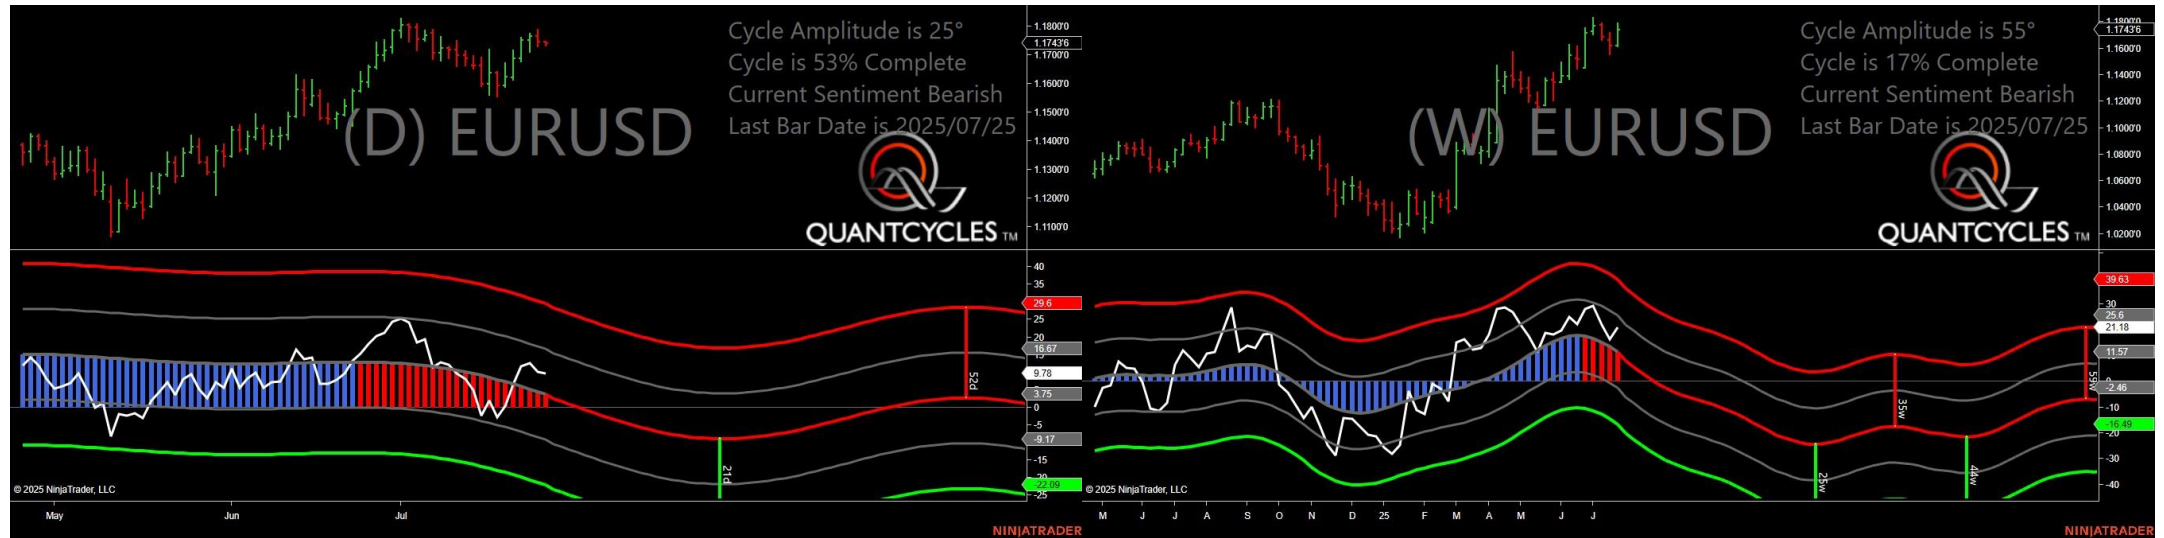 Cycle Amplitude is 25°
Cycle is 53% Complete
Current Sentiment Bearish
Last Bar Date is 2025/07/25
(D) EURUSD
QUANTCYCLES TM
1.1800'0
1.1743'6
1.1700'0
1.1600'0
1.1500'0
1.1400'0
1.1300'0
1.1200'0
1.1100'0
40
35
29.6
25
20
16.67
9.78
3.75
0
-5
-9.17
-15
-22.09
-25
52d
21d
© 2025 NinjaTrader, LLC
May Jun Jul
NINJATRADER
Cycle Amplitude is 55°
Cycle is 17% Complete
Current Sentiment Bearish
Last Bar Date is 2025/07/25
(W) EURUSD
QUANTCYCLES TM
1.1800'0
1.1743'6
1.1600'0
1.1400'0
1.1200'0
1.1000'0
1.0800'0
1.0600'0
1.0400'0
1.0200'0
39.63
30
25.6
21.18
11.57
-2.46
-10
-16.49
-20
-30
-40
35w
59w
25w
44w
© 2025 NinjaTrader, LLC
M J J A S O N D 25 F M A M J J
NINJATRADER